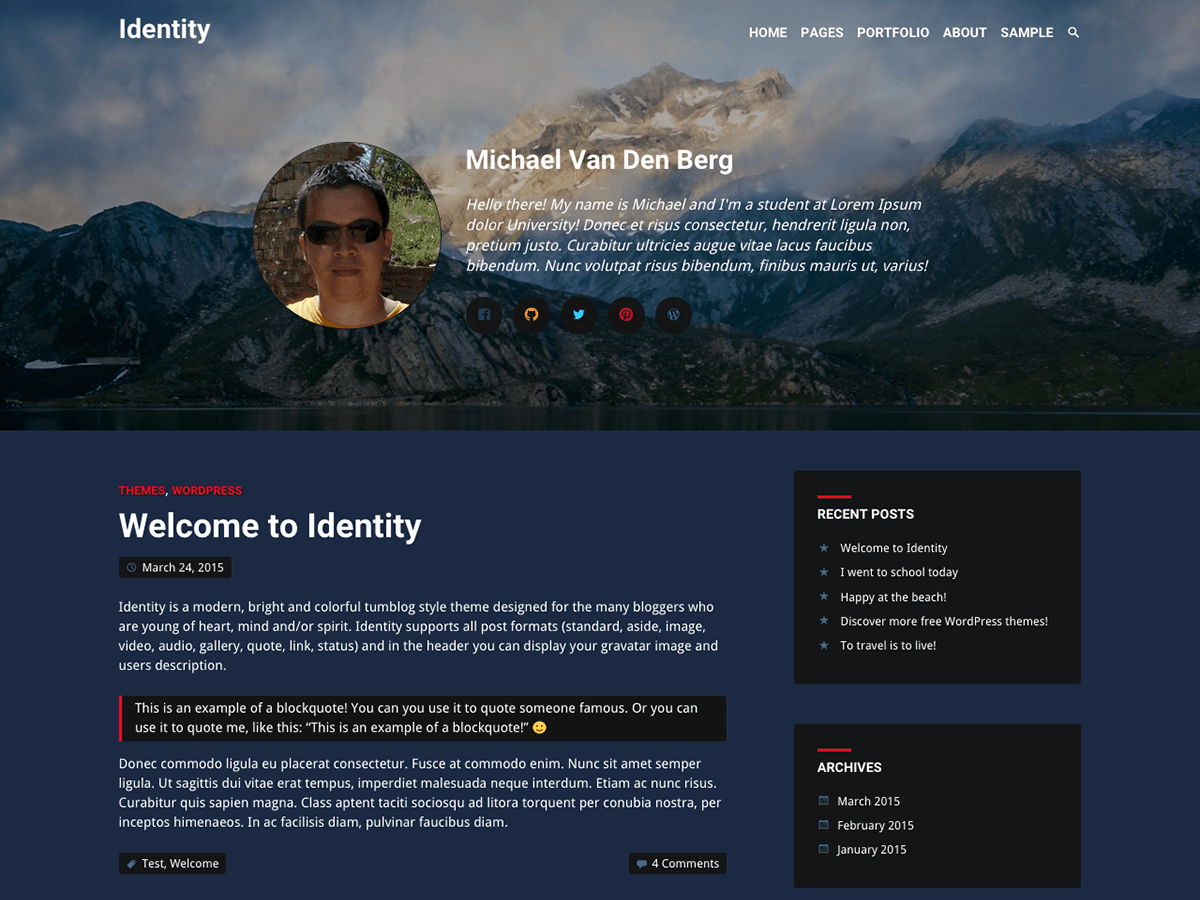 Identity
HOME PAGES PORTFOLIO ABOUT SAMPLE
Michael Van Den Berg
Hello there! My name is Michael and I'm a student at Lorem Ipsum
dolor University! Donec et risus consectetur, hendrerit ligula non,
pretium justo. Curabitur ultricies augue vitae lacus faucibus
bibendum. Nunc volutpat risus bibendum, finibus mauris ut, varius!
THEMES, WORDPRESS
Welcome to Identity
March 24, 2015
Identity is a modern, bright and colorful tumblog style theme designed for the many bloggers who
are young of heart, mind and/or spirit. Identity supports all post formats (standard, aside, image,
video, audio, gallery, quote, link, status) and in the header you can display your gravatar image and
users description.
This is an example of a blockquote! You can you use it to quote someone famous. Or you can
use it to quote me, like this: “This is an example of a blockquote!” 🙂
Donec commodo ligula eu placerat consectetur. Fusce at commodo enim. Nunc sit amet semper
ligula. Ut sagittis dui vitae erat tempus, imperdiet malesuada neque interdum. Etiam ac nunc risus.
Curabitur quis sapien magna. Class aptent taciti sociosqu ad litora torquent per conubia nostra, per
inceptos himenaeos. In ac facilisis diam, pulvinar faucibus diam.
Test, Welcome
4 Comments
RECENT POSTS
Welcome to Identity
I went to school today
Happy at the beach!
Discover more free WordPress themes!
To travel is to live!
ARCHIVES
March 2015
February 2015
January 2015